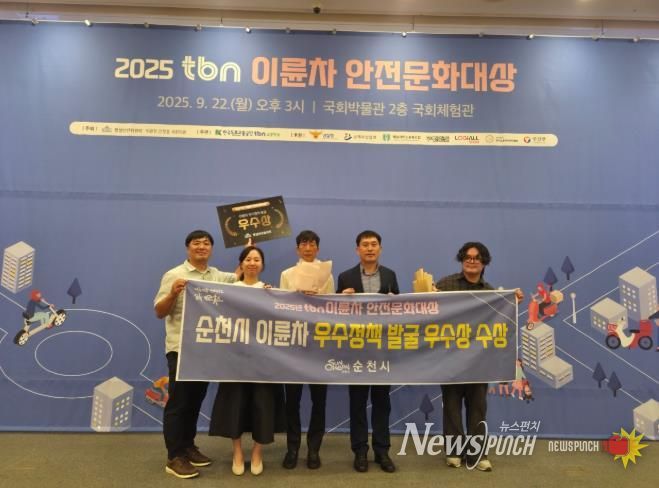 2025 tbn 이륜차 안전문화대상
2025. 9. 22.(월) 오후 3시 | 국회박물관 2층 국회체험관
tbn
LOGIALL
우수상
2025년 tbn 이륜차 안전문화대상
순천시 이륜차 우수정책 발굴 우수상 수상
순천시
뉴스펀치
NEWSPUNCH
NEWSPUNCH